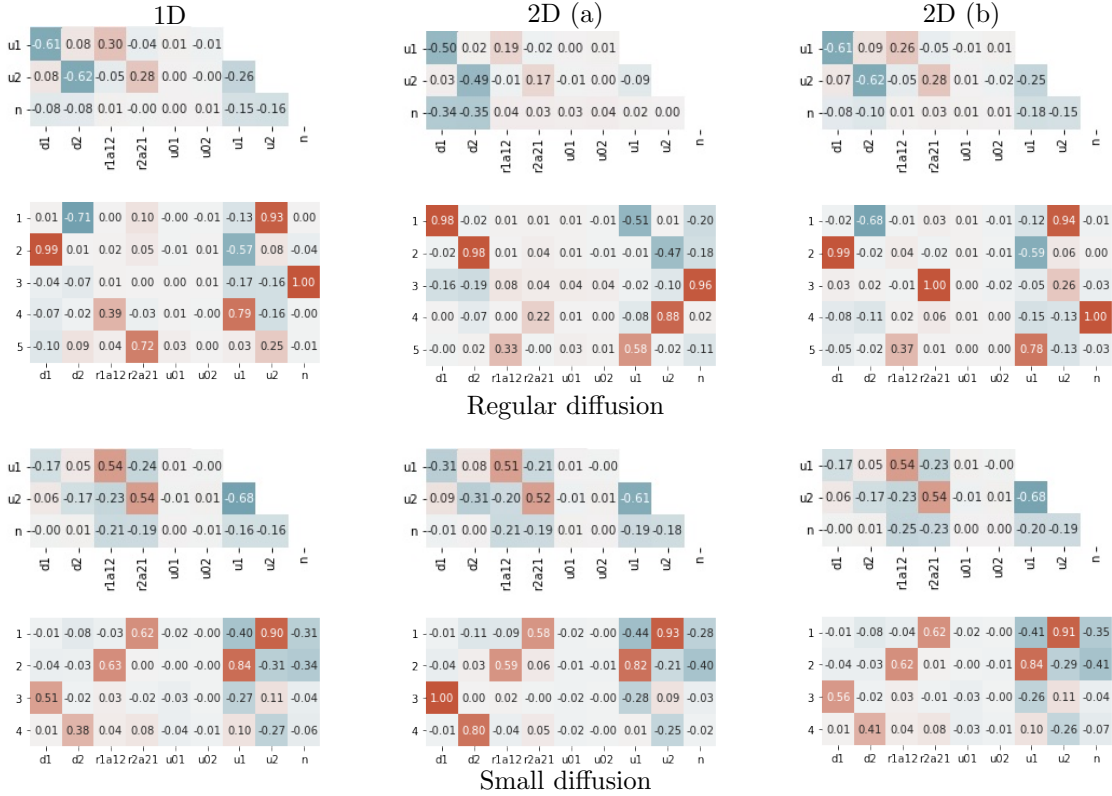 1D 2D (a) 2D (b)
u1 -0.61 0.08 0.30 -0.04 0.01 -0.01
u2 0.08 -0.62 -0.05 0.28 0.00 -0.00 -0.26
n -0.08 -0.08 0.01 -0.00 0.00 0.01 -0.15 -0.16
d1 d2 r1a12 r2a21 u01 u02 u1 u2 n
-0.50 0.02 0.19 -0.02 0.00 0.01
u2 0.03 -0.49 -0.01 0.17 -0.01 0.00 -0.09
n -0.34 -0.35 0.04 0.03 0.03 0.04 0.02 0.00
d1 d2 r1a12 r2a21 u01 u02 u1 u2 n
u1 -0.61 0.09 0.26 -0.05 -0.01 0.01
u2 0.07 -0.62 -0.05 0.28 0.01 -0.02 -0.25
n -0.08 -0.10 0.01 0.03 0.01 0.01 -0.18 -0.15
d1 d2 r1a12 r2a21 u01 u02 u1 u2 n
1 0.01 -0.71 0.00 0.10 -0.00 -0.01 -0.13 0.93 0.00
2 0.99 0.01 0.02 0.05 -0.01 0.01 -0.57 0.08 -0.04
3 -0.04 -0.07 0.01 0.00 0.00 0.01 -0.17 -0.16 1.00
4 -0.07 -0.02 0.39 -0.03 0.01 -0.00 0.79 -0.16 -0.00
5 -0.10 0.09 0.04 0.72 0.03 0.00 0.03 0.25 -0.01
d1 d2 r1a12 r2a21 u01 u02 u1 u2 n
1 0.98 -0.02 0.01 0.01 0.01 -0.01 -0.51 0.01 -0.20
2 -0.02 0.98 0.01 0.04 -0.01 0.01 -0.01 -0.47 -0.18
3 -0.16 -0.19 0.08 0.04 0.04 0.04 -0.02 -0.10 0.96
4 0.00 -0.07 0.00 0.22 0.01 -0.01 -0.08 0.88 0.02
5 -0.00 0.02 0.33 -0.00 0.03 0.01 0.58 -0.02 -0.11
d1 d2 r1a12 r2a21 u01 u02 u1 u2 n
1 -0.02 -0.68 -0.01 0.03 -0.01 -0.01 -0.12 0.94 -0.01
2 0.99 -0.02 0.04 -0.02 -0.01 0.01 -0.59 0.06 0.00
3 0.03 0.02 -0.01 1.00 0.01 -0.00 -0.05 0.26 -0.03
4 -0.08 -0.11 0.02 0.06 0.01 0.00 -0.15 -0.13 1.00
5 -0.05 -0.02 0.37 0.01 0.00 0.00 0.78 -0.13 -0.03
d1 d2 r1a12 r2a21 u01 u02 u1 u2 n
Regular diffusion
u1 -0.17 0.05 0.54 -0.24 0.01 -0.00
u2 0.06 -0.17 -0.23 0.54 -0.01 0.01 -0.68
n -0.00 0.01 -0.21 -0.19 0.00 -0.01 -0.16 -0.16
d1 d2 r1a12 r2a21 u01 u02 u1 u2 n
u1 -0.31 0.08 0.51 -0.21 0.01 -0.00
u2 0.09 -0.31 -0.20 0.52 -0.01 0.01 -0.61
n -0.01 0.00 -0.21 -0.19 0.01 -0.00 -0.19 -0.18
d1 d2 r1a12 r2a21 u01 u02 u1 u2 n
u1 -0.17 0.05 0.54 -0.23 0.01 -0.00
u2 0.06 -0.17 -0.23 0.54 -0.01 0.01 -0.68
n -0.00 0.01 -0.25 -0.23 0.00 0.00 -0.20 -0.19
d1 d2 r1a12 r2a21 u01 u02 u1 u2 n
1 -0.01 -0.08 -0.03 0.62 -0.02 -0.00 -0.40 0.90 -0.31
2 -0.04 -0.03 0.63 0.00 -0.00 -0.01 0.84 -0.31 -0.34
3 0.51 -0.02 0.03 -0.02 -0.03 -0.00 -0.27 0.11 -0.04
4 0.01 0.38 0.04 0.08 -0.04 -0.01 0.10 -0.27 -0.06
d1 d2 r1a12 r2a21 u01 u02 u1 u2 n
1 -0.01 -0.11 -0.09 0.58 -0.02 -0.00 -0.44 0.93 -0.28
2 -0.04 0.03 0.59 0.06 -0.01 -0.01 0.82 -0.21 -0.40
3 1.00 0.00 0.02 -0.00 -0.02 -0.01 -0.28 0.09 -0.03
4 -0.01 0.80 -0.04 0.05 -0.02 -0.00 0.01 -0.25 -0.02
d1 d2 r1a12 r2a21 u01 u02 u1 u2 n
1 -0.01 -0.08 -0.04 0.62 -0.02 -0.00 -0.41 0.91 -0.35
2 -0.04 -0.03 0.62 0.01 -0.00 -0.01 0.84 -0.29 -0.41
3 0.56 -0.02 0.03 -0.01 -0.03 -0.00 -0.26 0.11 -0.04
4 0.01 0.41 0.04 0.08 -0.03 -0.01 0.10 -0.26 -0.07
d1 d2 r1a12 r2a21 u01 u02 u1 u2 n
Small diffusion